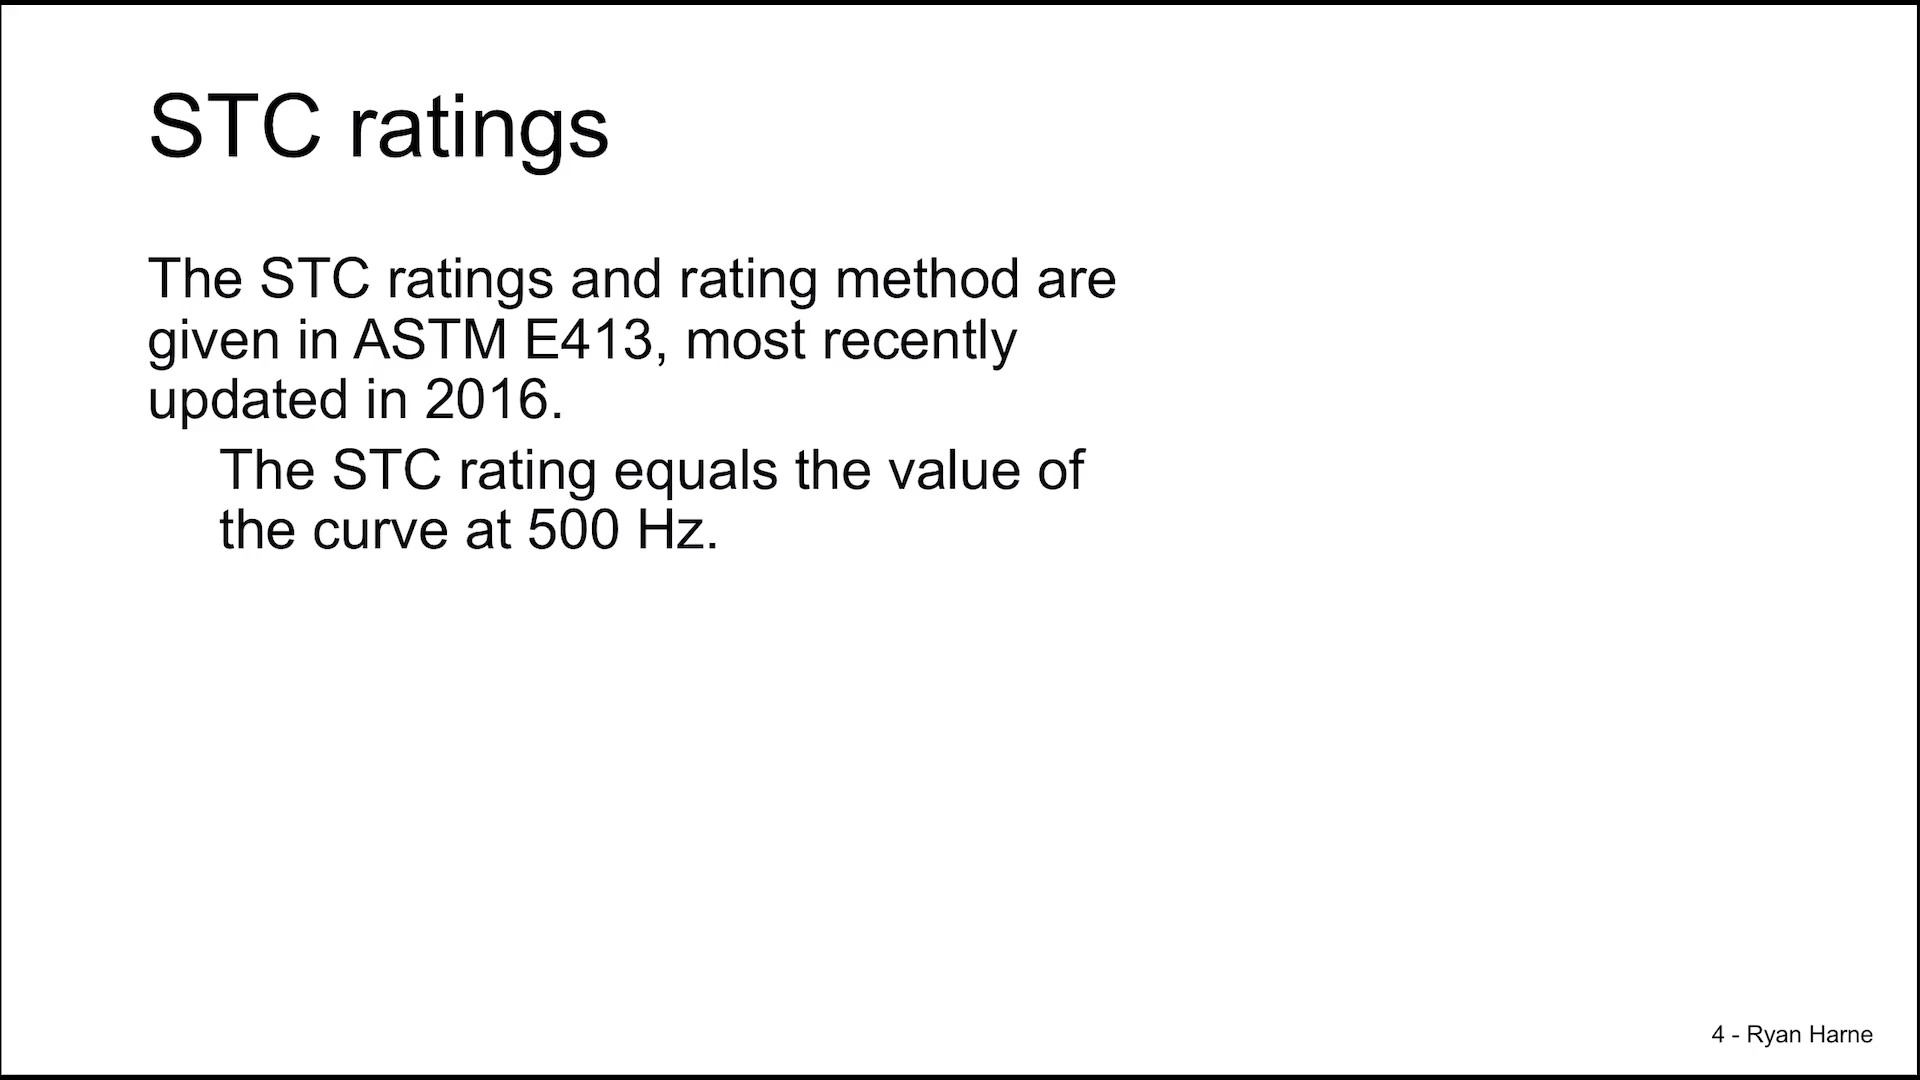 STC ratings
The STC ratings and rating method are
given in ASTM E413, most recently
updated in 2016.
The STC rating equals the value of
the curve at 500 Hz.
4 - Ryan Harne